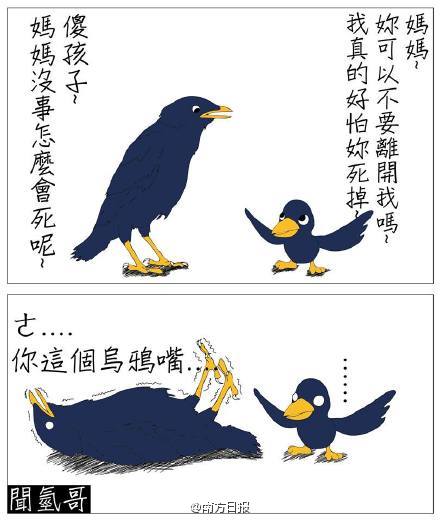 媽媽~
妳可以不要離開我嗎~
我真的好怕妳死掉~
傻孩子~
媽媽沒事怎麼會死呢~
ㄜ....
你這個烏鴉嘴....
......
聞氫哥
@南方日报